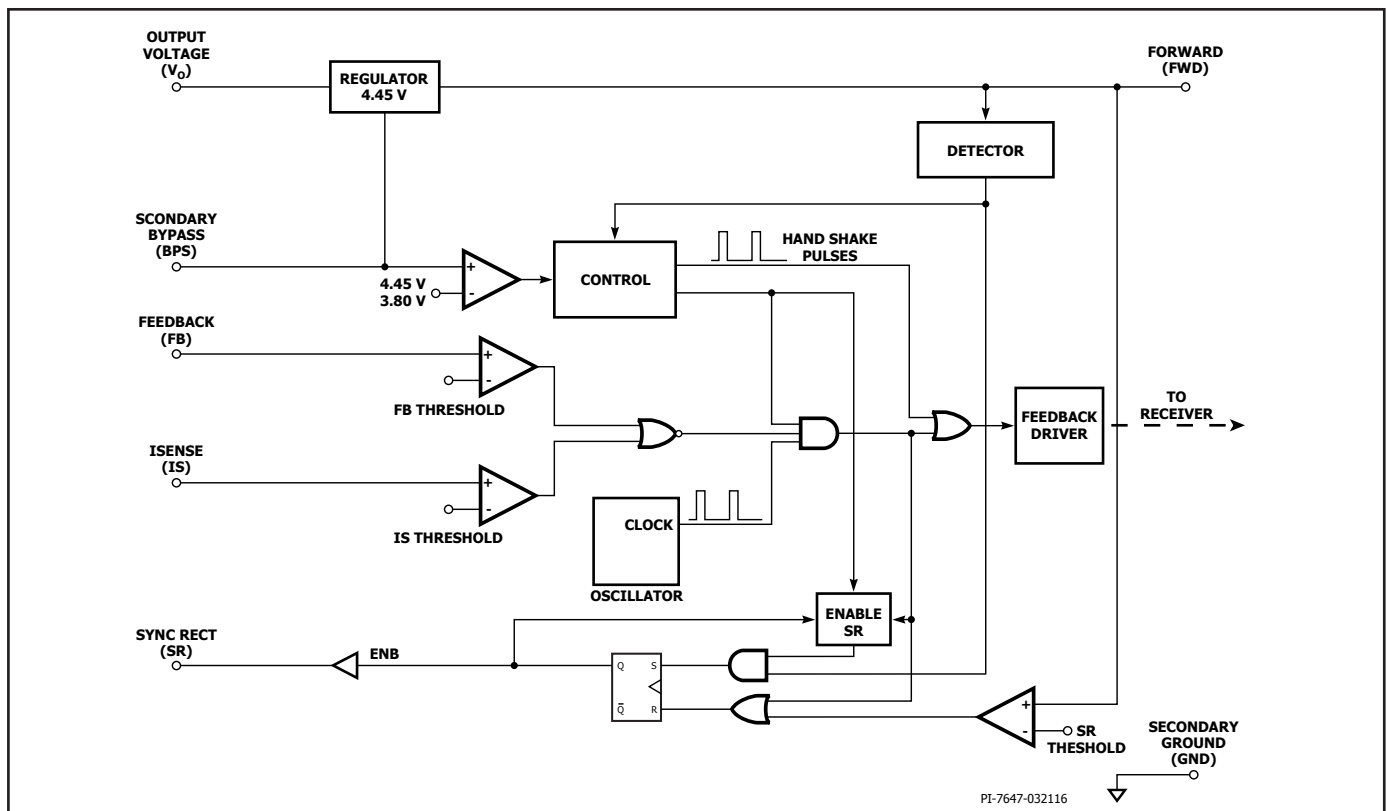 OUTPUT
VOLTAGE
(VO)
REGULATOR
4.45 V
FORWARD
(FWD)
DETECTOR
SCONDARY
BYPASS
(BPS)
+
-
4.45 V
3.80 V
CONTROL
HAND SHAKE
PULSES
FEEDBACK
(FB)
+
-
FB THRESHOLD
FEEDBACK
DRIVER
TO
RECEIVER
ISENSE
(IS)
+
-
IS THRESHOLD
CLOCK
OSCILLATOR
ENABLE
SR
SYNC RECT
(SR)
ENB
Q
S
Q̅
R
+
-
SR
THESHOLD
SECONDARY
GROUND
(GND)
PI-7647-032116